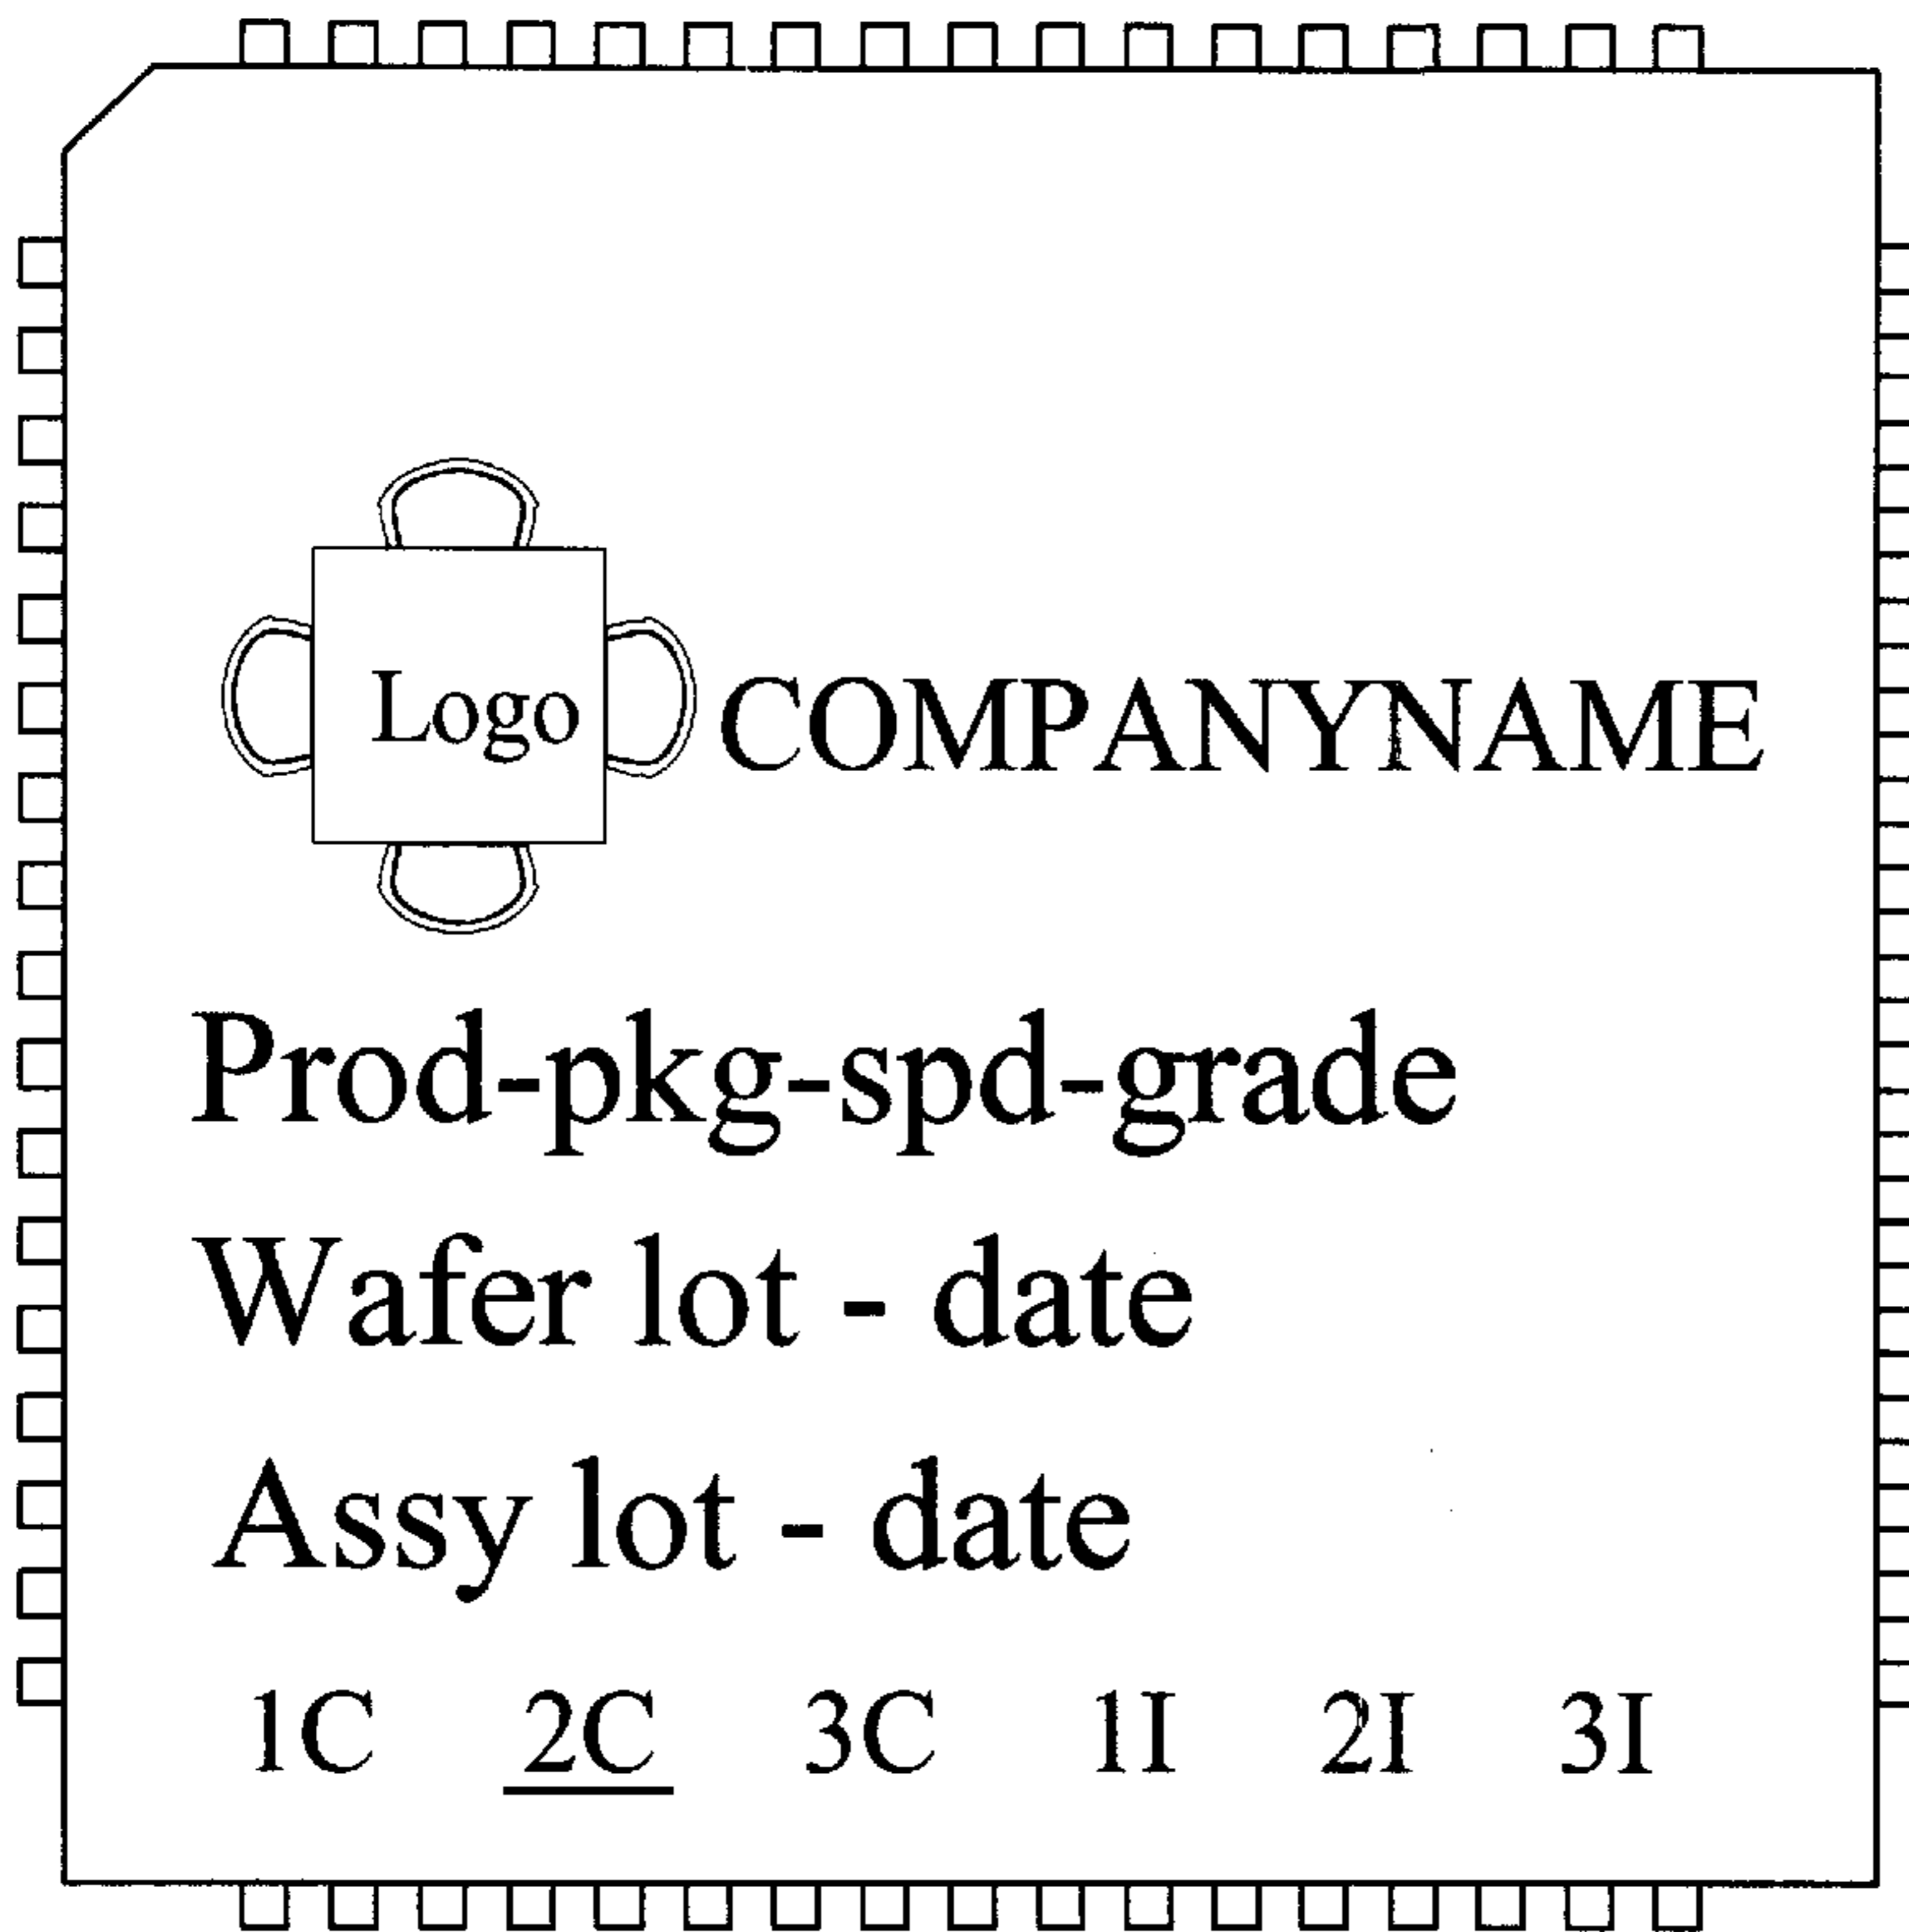 Logo COMPANYNAME
Prod-pkg-spd-grade
Wafer lot - date
Assy lot - date
1C 2C 3C 1I 2I 3I